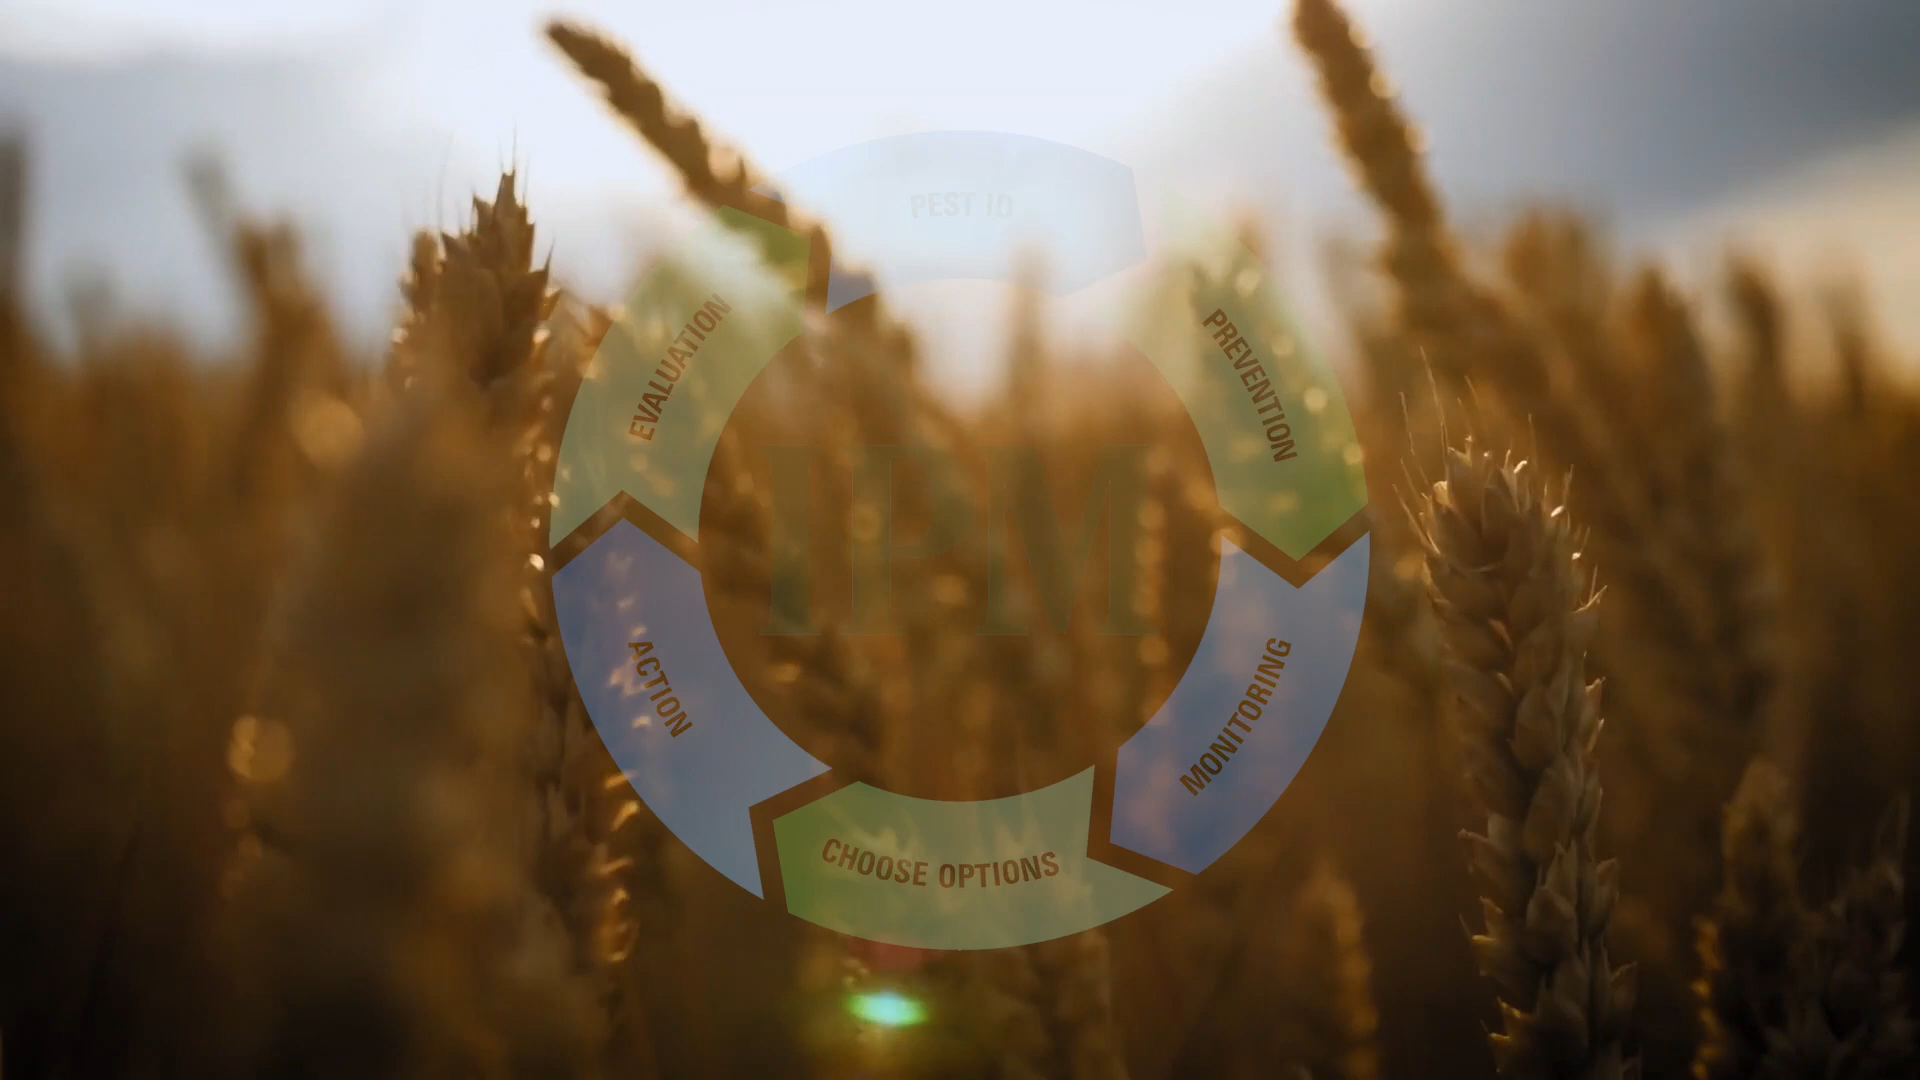 PEST ID
PREVENTION
MONITORING
CHOOSE OPTIONS
ACTION
EVALUATION
IPM